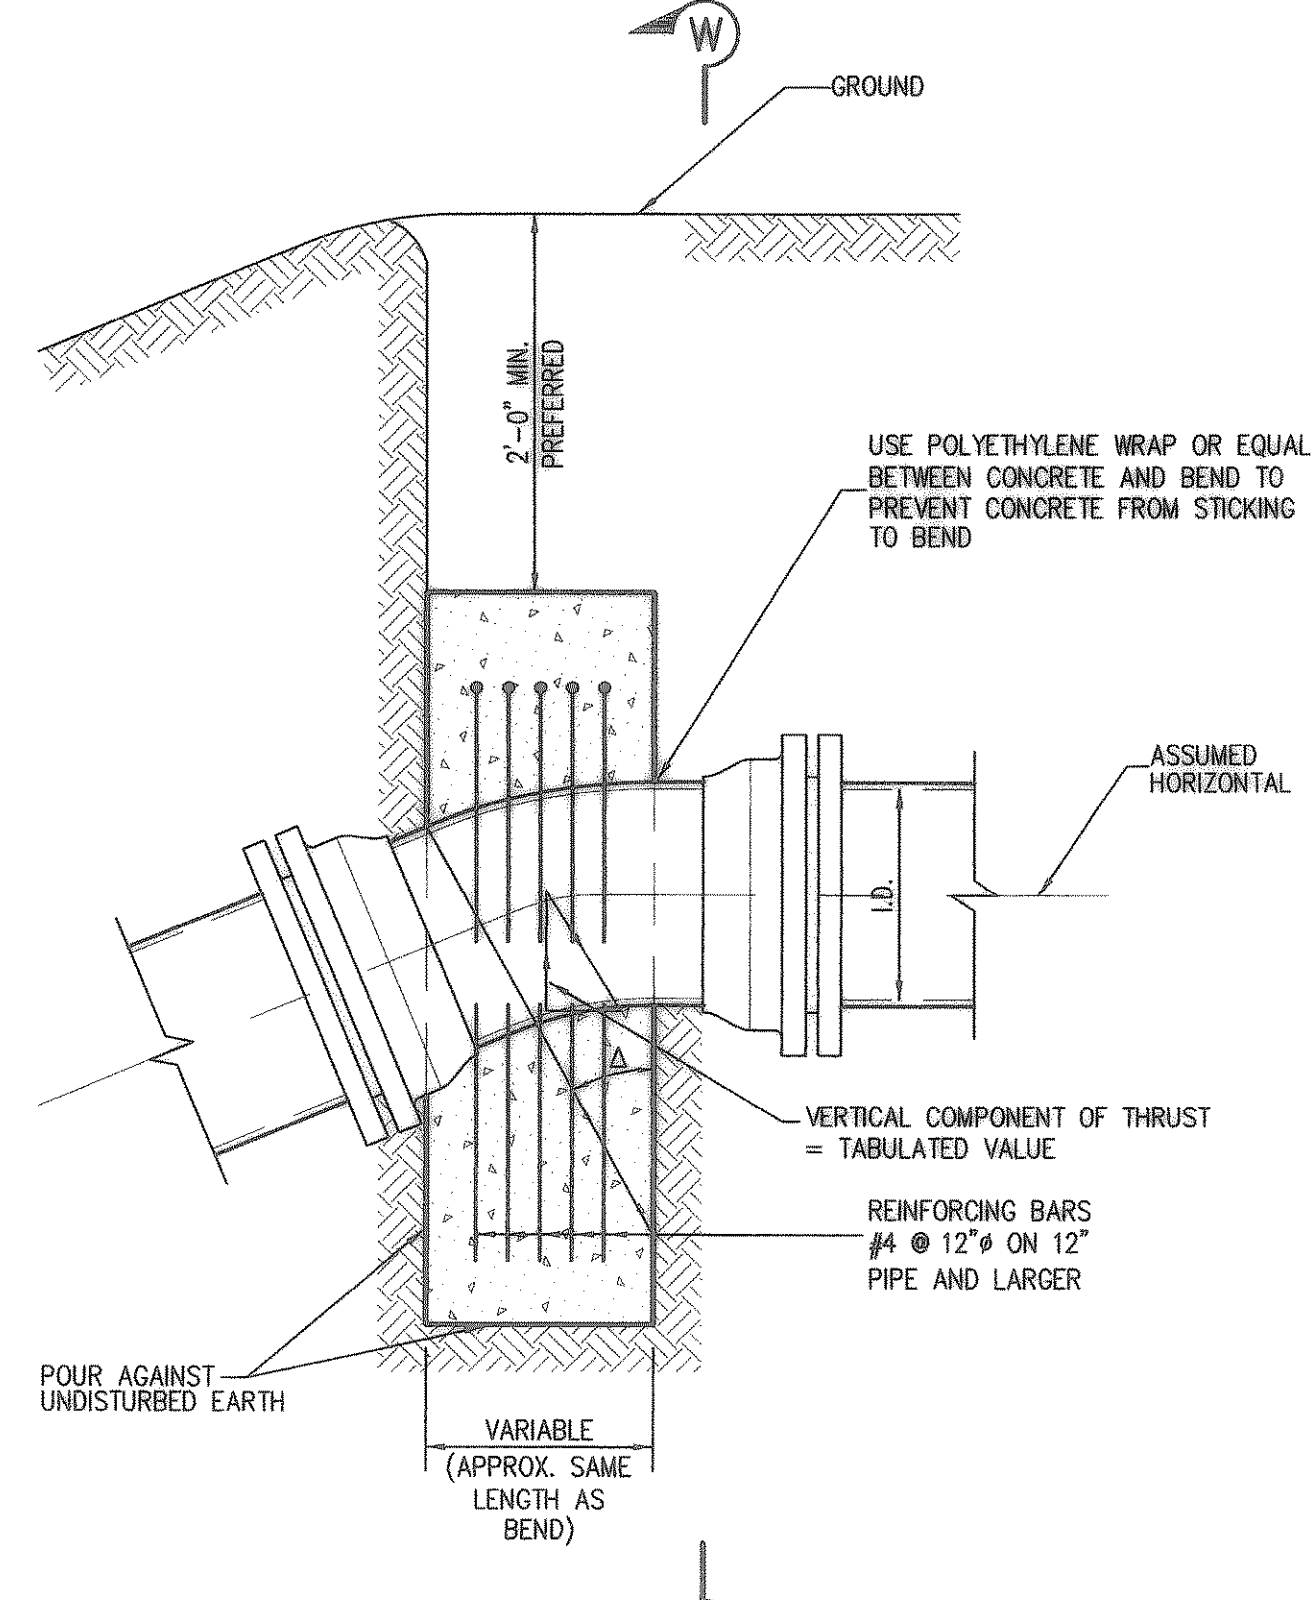 W
GROUND
2'-0" MIN.
PREFERRED
USE POLYETHYLENE WRAP OR EQUAL
BETWEEN CONCRETE AND BEND TO
PREVENT CONCRETE FROM STICKING
TO BEND
ASSUMED
HORIZONTAL
I.D.
Δ
VERTICAL COMPONENT OF THRUST
= TABULATED VALUE
REINFORCING BARS
#4 @ 12"ø ON 12"
PIPE AND LARGER
POUR AGAINST
UNDISTURBED EARTH
VARIABLE
(APPROX. SAME
LENGTH AS
BEND)